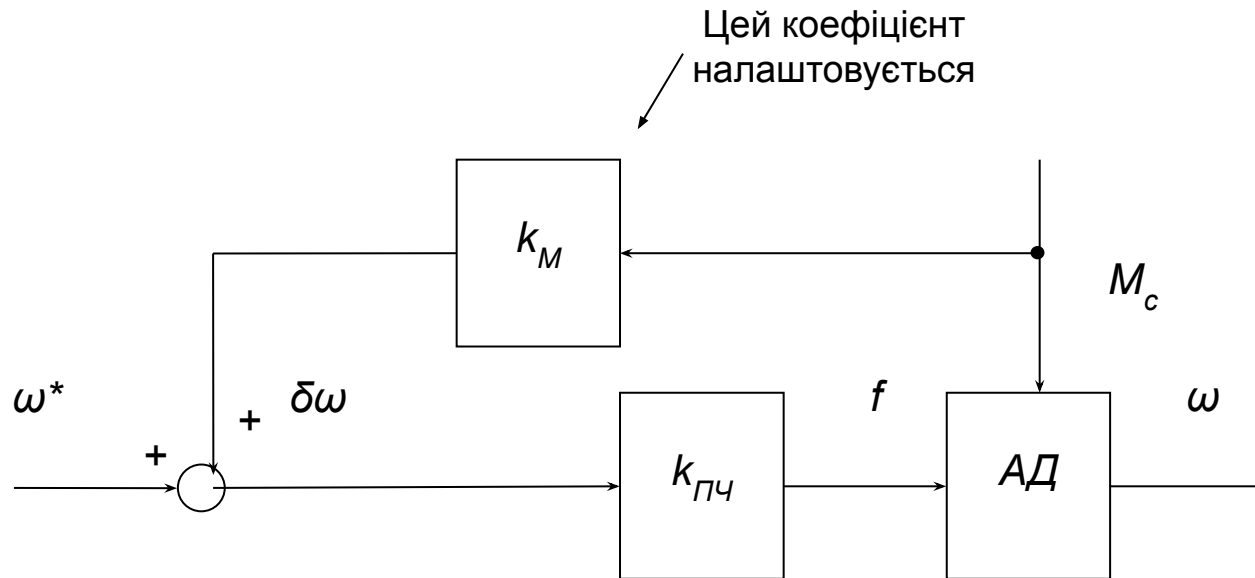 Цей коефіцієнт
налаштовується
k_M
M_c
ω*
+
δω
f
ω
+
k_ПЧ
АД